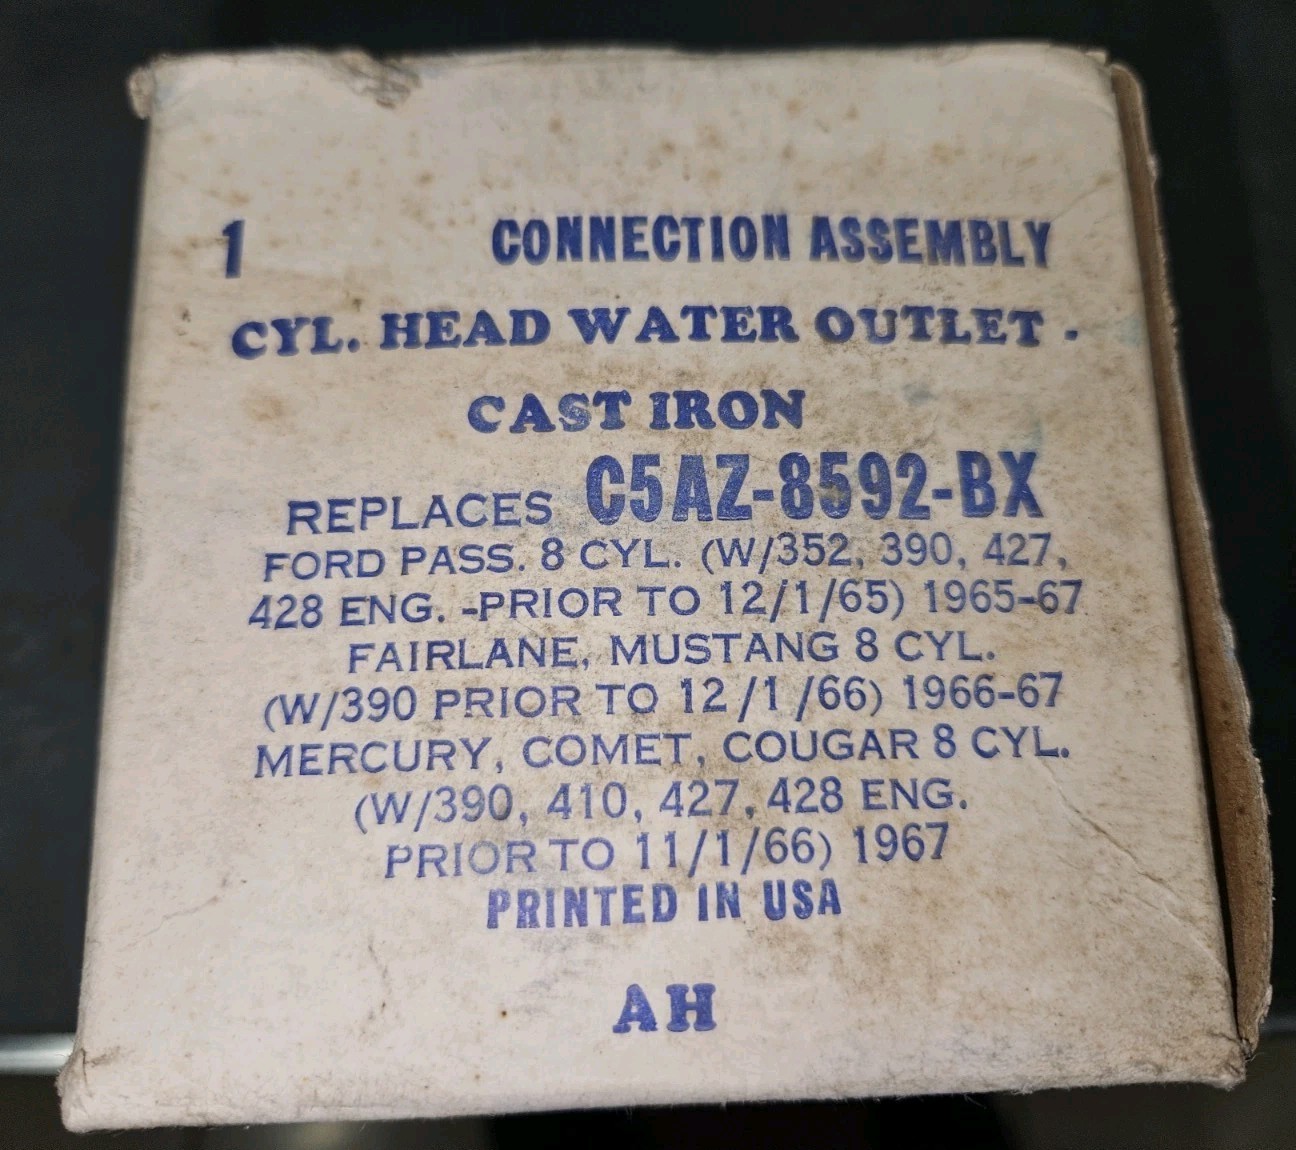 1 CONNECTION ASSEMBLY
CYL. HEAD WATER OUTLET -
CAST IRON
REPLACES C5AZ-8592-BX
FORD PASS. 8 CYL. (W/352, 390, 427,
428 ENG. -PRIOR TO 12/1/65) 1965-67
FAIRLANE, MUSTANG 8 CYL.
(W/390 PRIOR TO 12/1/66) 1966-67
MERCURY, COMET, COUGAR 8 CYL.
(W/390, 410, 427, 428 ENG.
PRIOR TO 11/1/66) 1967
PRINTED IN USA
AH